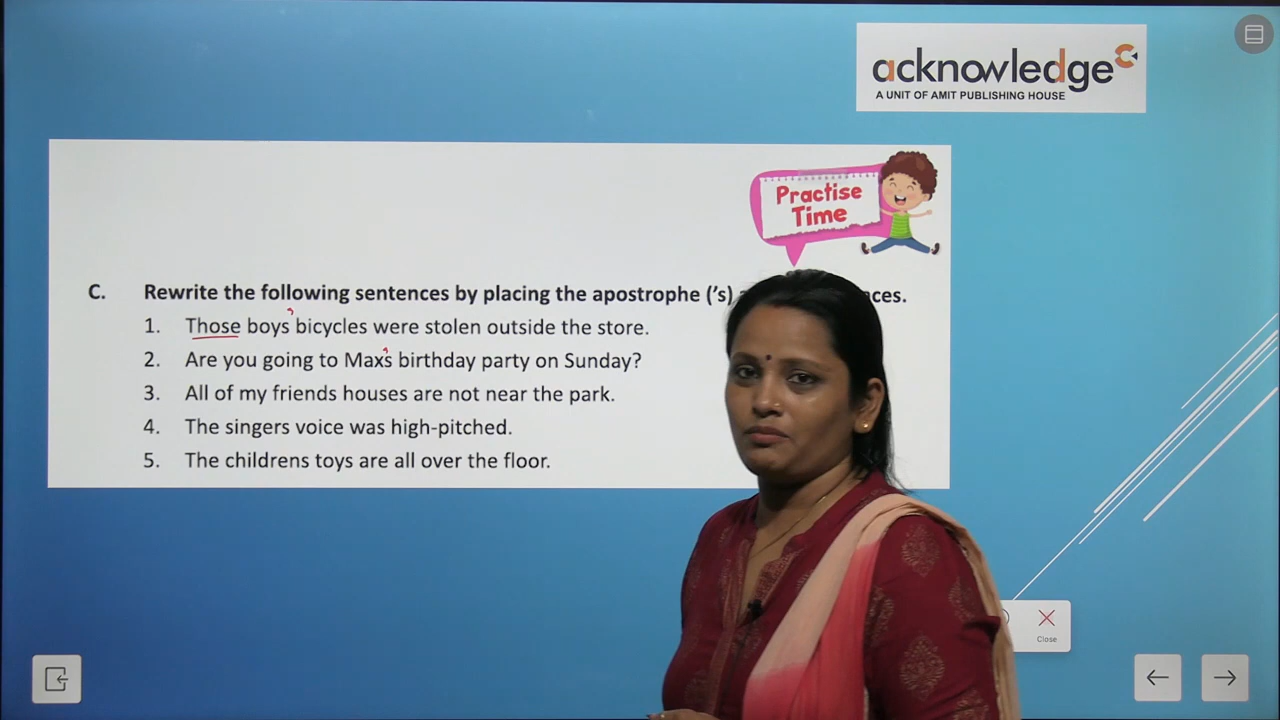 acknowledge
A UNIT OF AMIT PUBLISHING HOUSE
Practise
Time
C. Rewrite the following sentences by placing the apostrophe ('s)
1. Those boys' bicycles were stolen outside the store.
2. Are you going to Max's birthday party on Sunday?
3. All of my friends houses are not near the park.
4. The singers voice was high-pitched.
5. The childrens toys are all over the floor.
Close